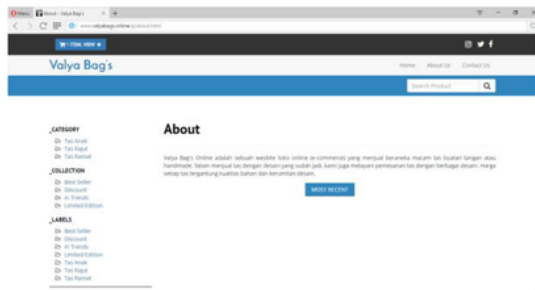 Menu
About - Valya Bag's
www.valyabags.online/p/about.html
1 ITEM, VIEW
Valya Bag's
Home About Us Contact Us
Search Product
_CATEGORY
Tas Anak
Tas Rajut
Tas Ransel
_COLLECTION
Best Seller
Discount
In Trends
Limited Edition
_LABELS
Best Seller
Discount
In Trends
Limited Edition
Tas Anak
Tas Rajut
Tas Ransel
About
Valya Bag's Online adalah sebuah website toko online (e-commerce) yang menjual beraneka macam tas buatan tangan atau
handmade. Selain menjual tas dengan desain yang sudah jadi, kami juga melayani pemesanan tas dengan berbagai desain. Harga
setiap tas tergantung kualitas bahan dan kerumitan desain.
MOST RECENT